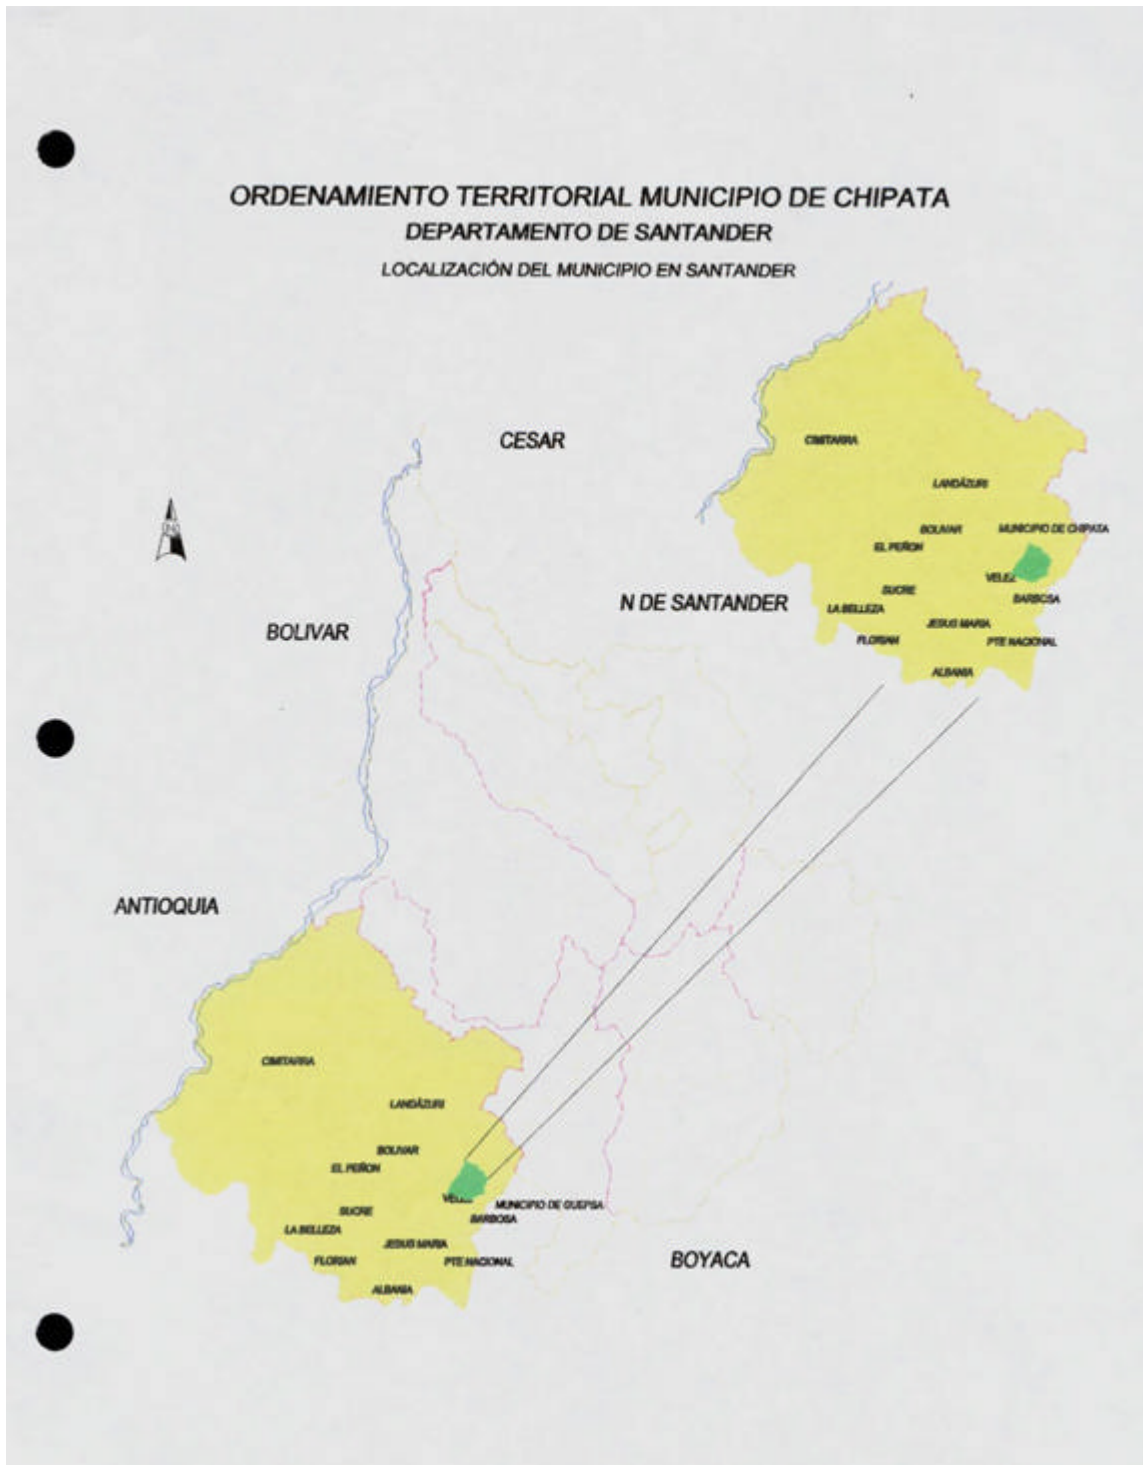 ORDENAMIENTO TERRITORIAL MUNICIPIO DE CHIPATA
DEPARTAMENTO DE SANTANDER
LOCALIZACIÓN DEL MUNICIPIO EN SANTANDER
CESAR
CIMITARRA
LANDÁZURI
BOLIVAR
MUNICIPIO DE CHIPATA
EL PEÑON
VELEZ
SUCRE
BARBOSA
LA BELLEZA
JESUS MARIA
FLORIAN
PTE NACIONAL
ALBANIA
N DE SANTANDER
BOLIVAR
ANTIOQUIA
CIMITARRA
LANDÁZURI
BOLIVAR
EL PEÑON
VELEZ
MUNICIPIO DE GUEPSA
SUCRE
BARBOSA
LA BELLEZA
JESUS MARIA
FLORIAN
PTE NACIONAL
ALBANIA
BOYACA